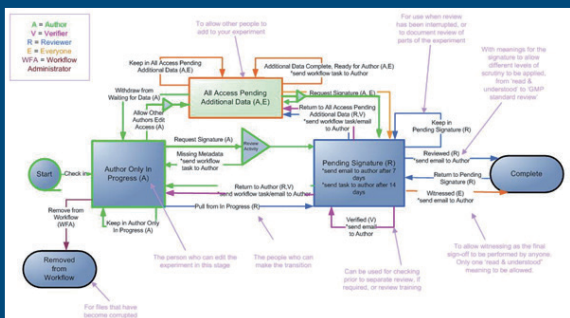 A = Author
V = Verifier
R = Reviewer
E = Everyone
WFA = Workflow
Administrator
To allow other people to
add to your experiment
For use when review
has been interrupted, or
to document review of
parts of the experiment
With meanings for the
signature to allow
different levels of
scrutiny to be applied,
from 'read &
understood' to 'GMP
standard review'
Keep in All Access Pending
Additional Data (A,E)
Additional Data Complete, Ready for Author (A,E)
*send workflow task to Author
All Access Pending
Additional Data (A,E)
Withdraw from
Waiting for Data (A)
Allow Other
Authors Edit
Access (A)
Request Signature (A, E)
Return to All Access Pending
Additional Data (R,V)
*send workflow task/email
to Author
Keep in
Pending Signature (R)
Request Signature (A)
Review
Activity
Missing Metadata
*send workflow
task to Author
Start
Check in
Author Only In
Progress (A)
Pending Signature (R)
*send email to author after 7
days
*send task to author after 14
days
Reviewed (R)
*send email to Author
Return to Pending
Signature (R)
Witnessed (E)
*send email to Author
Complete
Return to Author (R,V)
*send workflow task/email to Author
Pull from in Progress (R)
Remove from
Workflow
(WFA)
Keep in Author Only
In Progress (A)
Verified (V)
*send email
to Author
Removed
from
Workflow
The person who can edit the
experiment in this stage
The people who can
make the transition
Can be used for checking
prior to separate review, if
required, or review training
To allow witnessing as the final
sign-off to be performed by anyone.
Only one 'read & understood'
meaning to be allowed.
For files that have
become corrupted